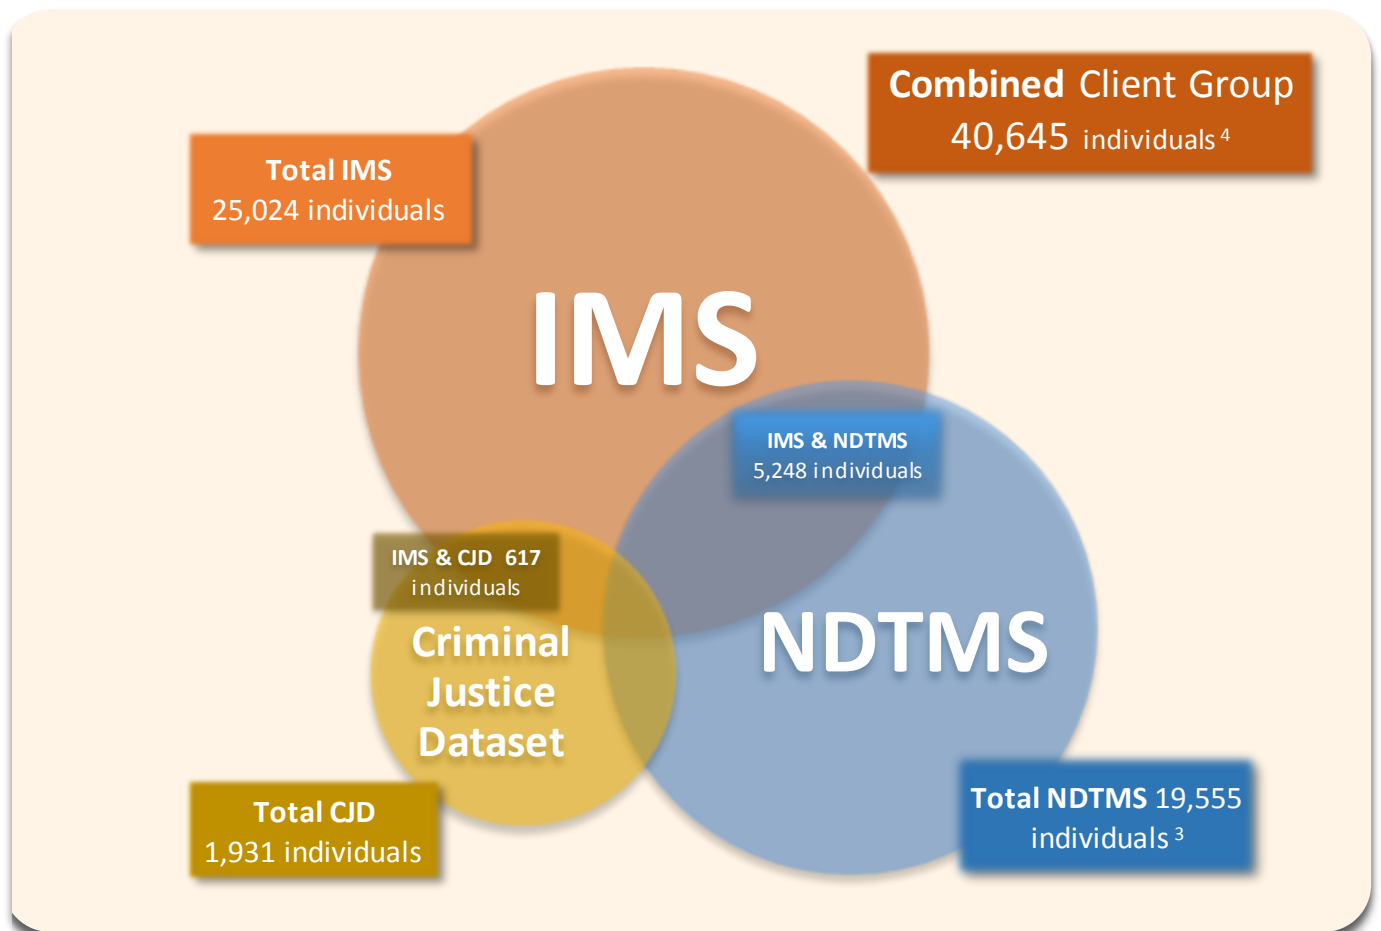 Combined Client Group
40,645 individuals 4
Total IMS
25,024 individuals
IMS
IMS & NDTMS
5,248 individuals
IMS & CJD 617
individuals
Criminal
Justice
Dataset
NDTMS
Total CJD
1,931 individuals
Total NDTMS 19,555
individuals 3